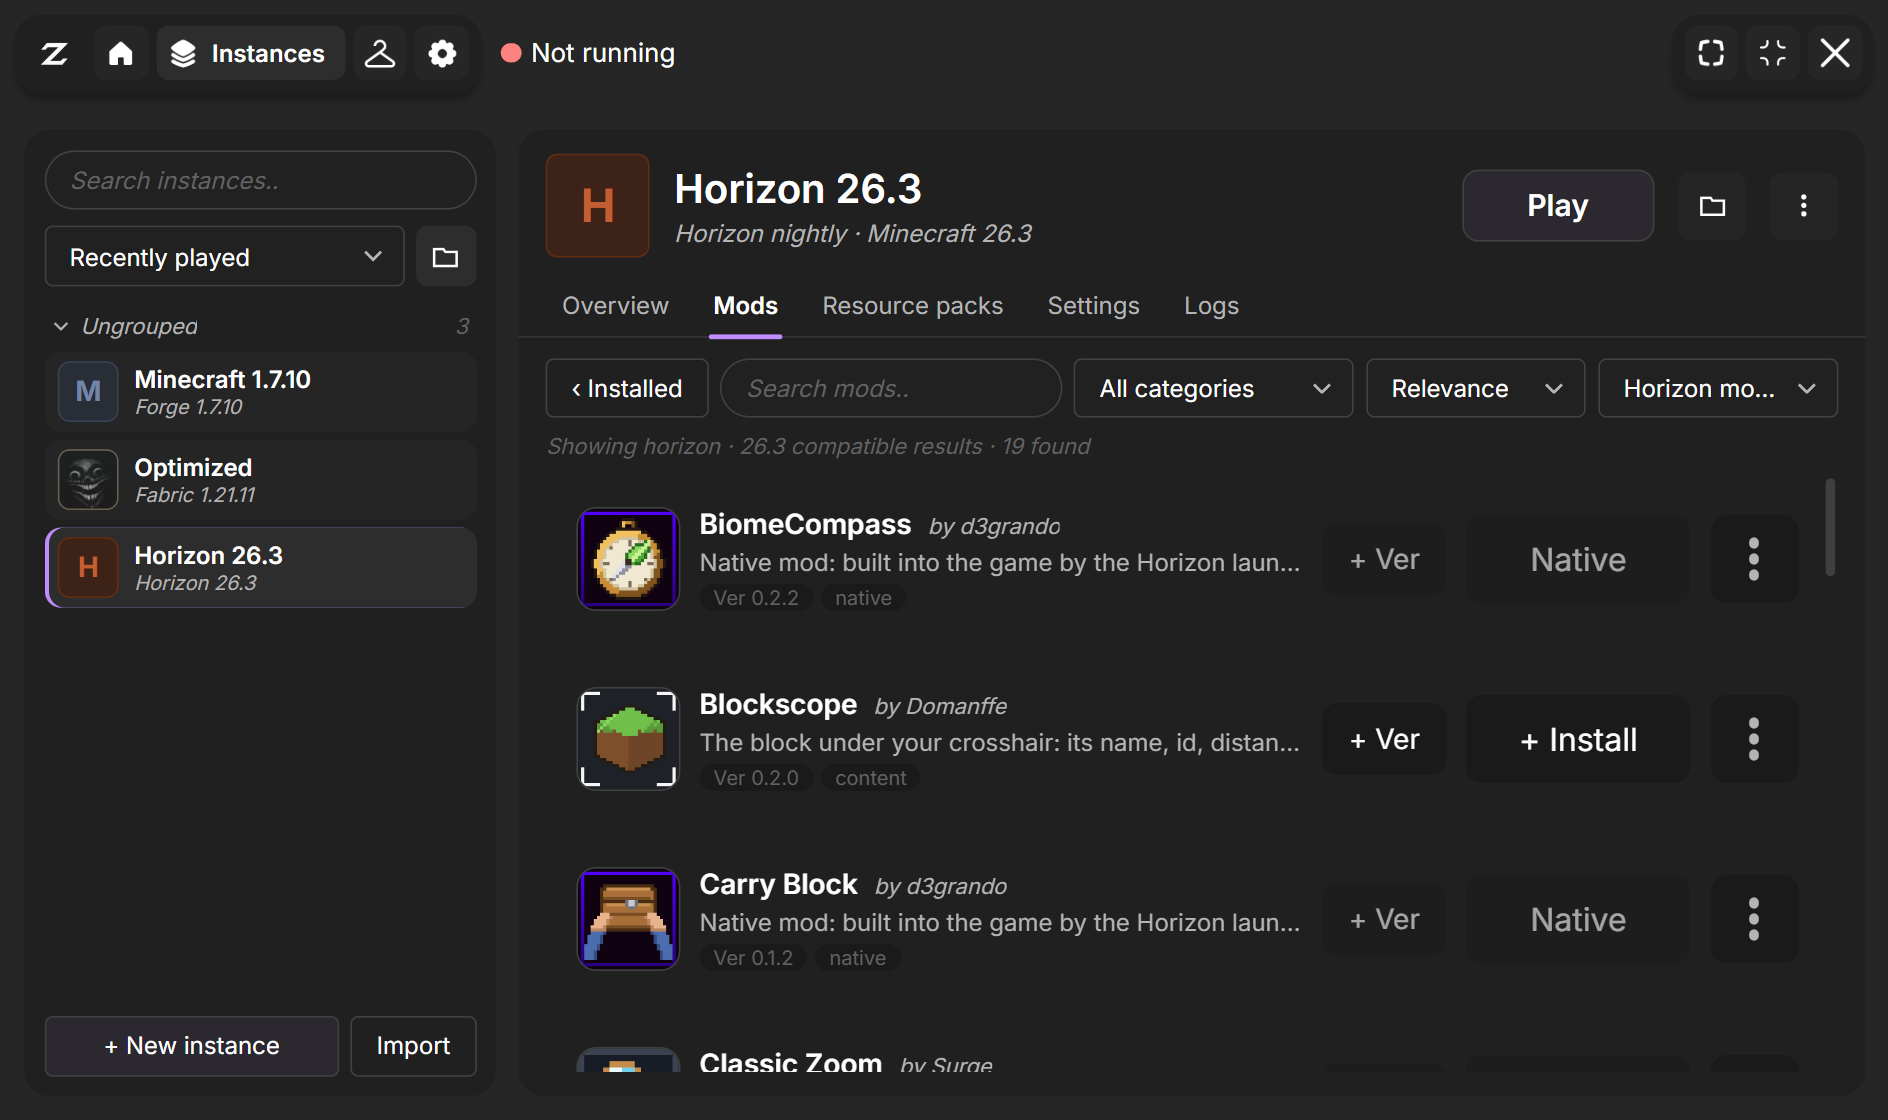 Instances
Not running
Search instances..
Recently played
Ungrouped 3
M
Minecraft 1.7.10
Forge 1.7.10
Optimized
Fabric 1.21.11
H
Horizon 26.3
Horizon 26.3
+ New instance
Import
H
Horizon 26.3
Horizon nightly · Minecraft 26.3
Play
Overview Mods Resource packs Settings Logs
‹ Installed
Search mods..
All categories
Relevance
Horizon mo...
Showing horizon · 26.3 compatible results · 19 found
BiomeCompass by d3grando
Native mod: built into the game by the Horizon laun...
Ver 0.2.2 native
+ Ver
Native
Blockscope by Domanffe
The block under your crosshair: its name, id, distan...
Ver 0.2.0 content
+ Ver
+ Install
Carry Block by d3grando
Native mod: built into the game by the Horizon laun...
Ver 0.1.2 native
+ Ver
Native
Classic Zoom by Surge